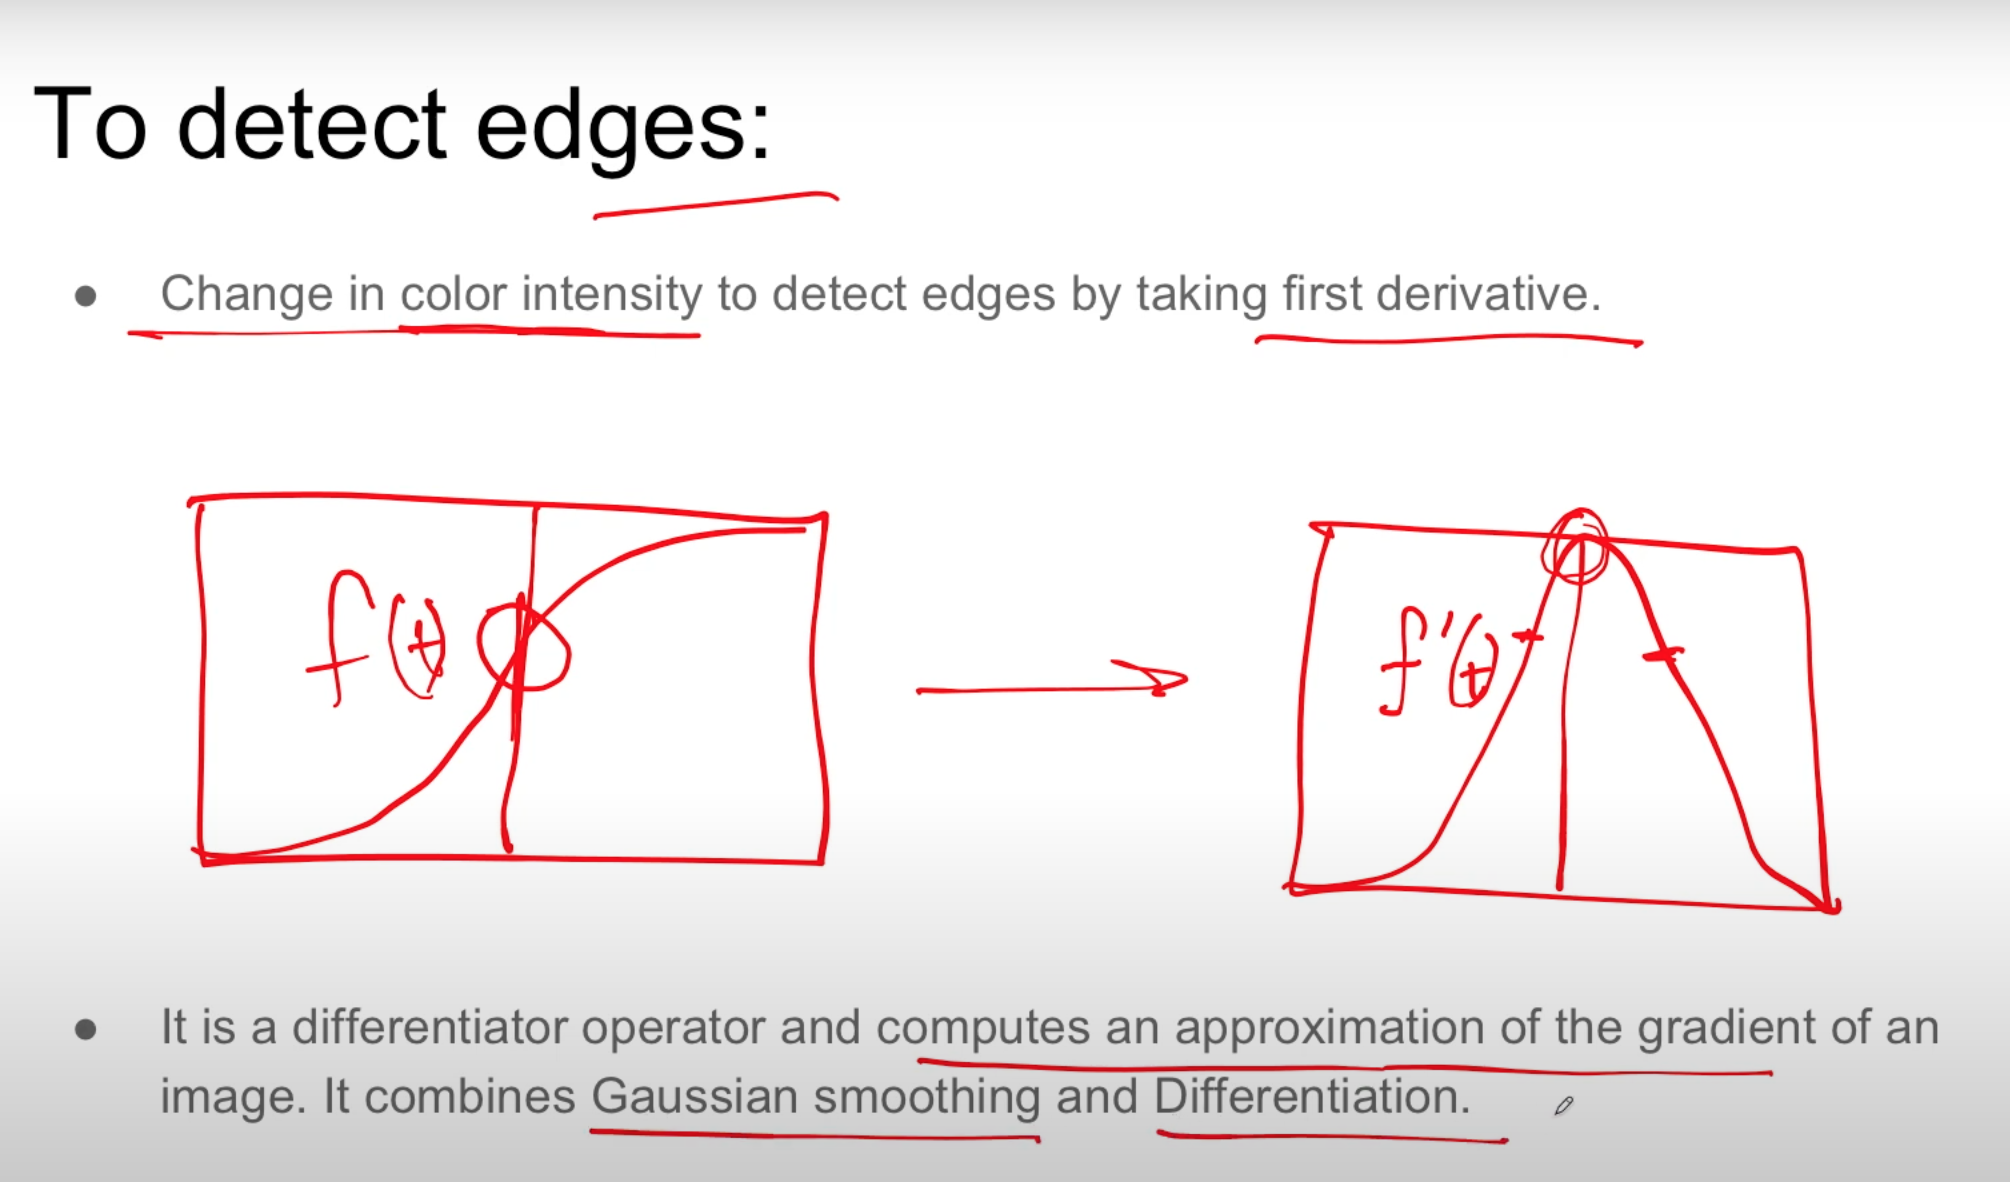 To detect edges:
● Change in color intensity to detect edges by taking first derivative.
f(t)
f'(t)
● It is a differentiator operator and computes an approximation of the gradient of an
image. It combines Gaussian smoothing and Differentiation.